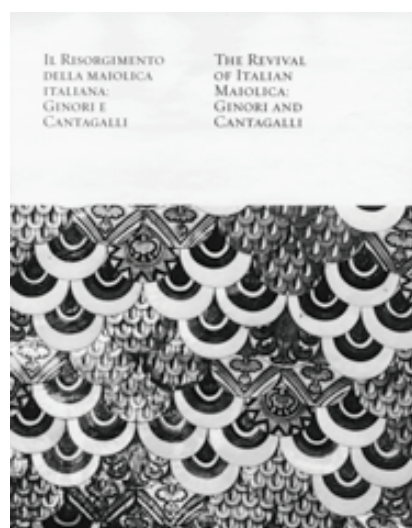 Il Risorgimento
della maiolica
italiana:
Ginori e
Cantagalli
The Revival
of Italian
Maiolica:
Ginori and
Cantagalli